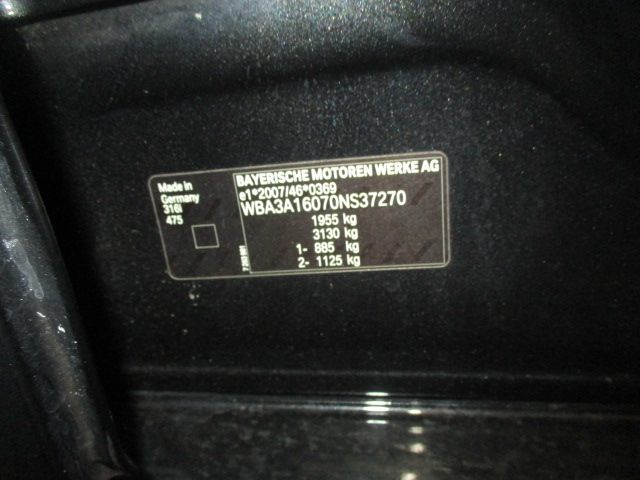 Made in
Germany
316i
475
BAYERISCHE MOTOREN WERKE AG
e1*2007/46*0369
WBA3A16070NS37270
1955 kg
3130 kg
1- 885 kg
2- 1125 kg